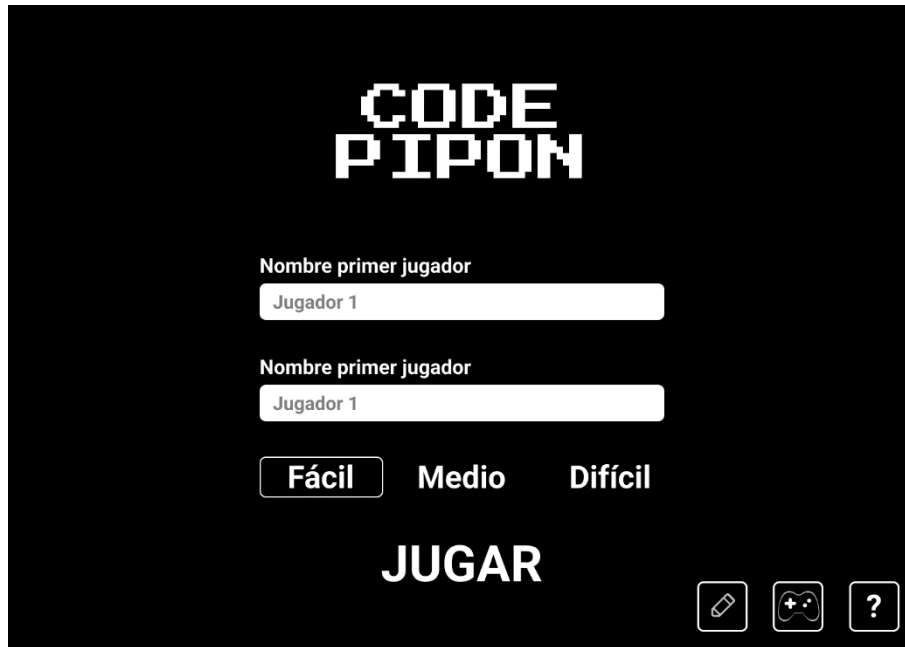 CODE
PIPON
Nombre primer jugador
Jugador 1
Nombre primer jugador
Jugador 1
Fácil Medio Difícil
JUGAR
?